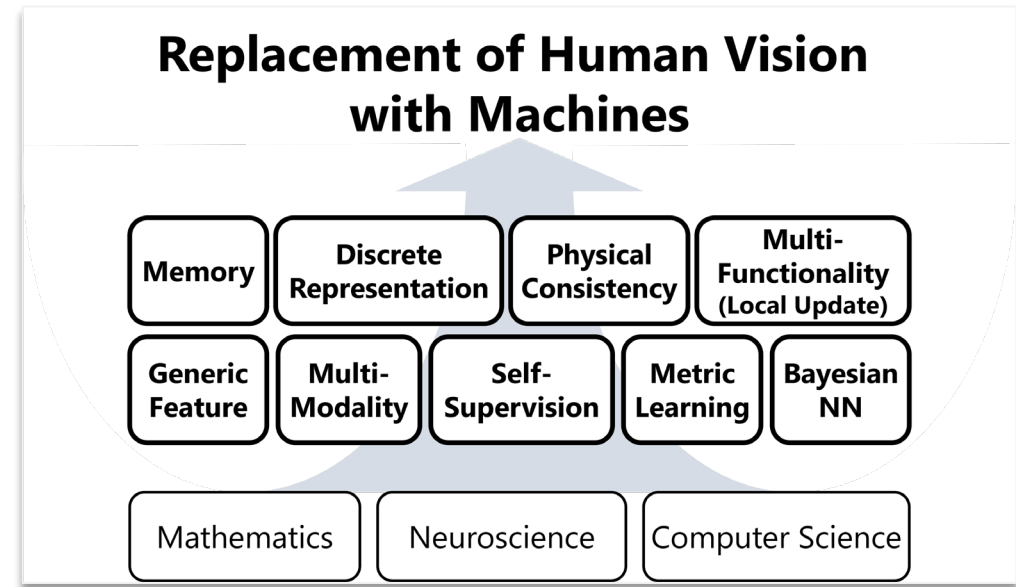 Replacement of Human Vision
with Machines
Memory
Discrete
Representation
Physical
Consistency
Multi-
Functionality
(Local Update)
Generic
Feature
Multi-
Modality
Self-
Supervision
Metric
Learning
Bayesian
NN
Mathematics
Neuroscience
Computer Science